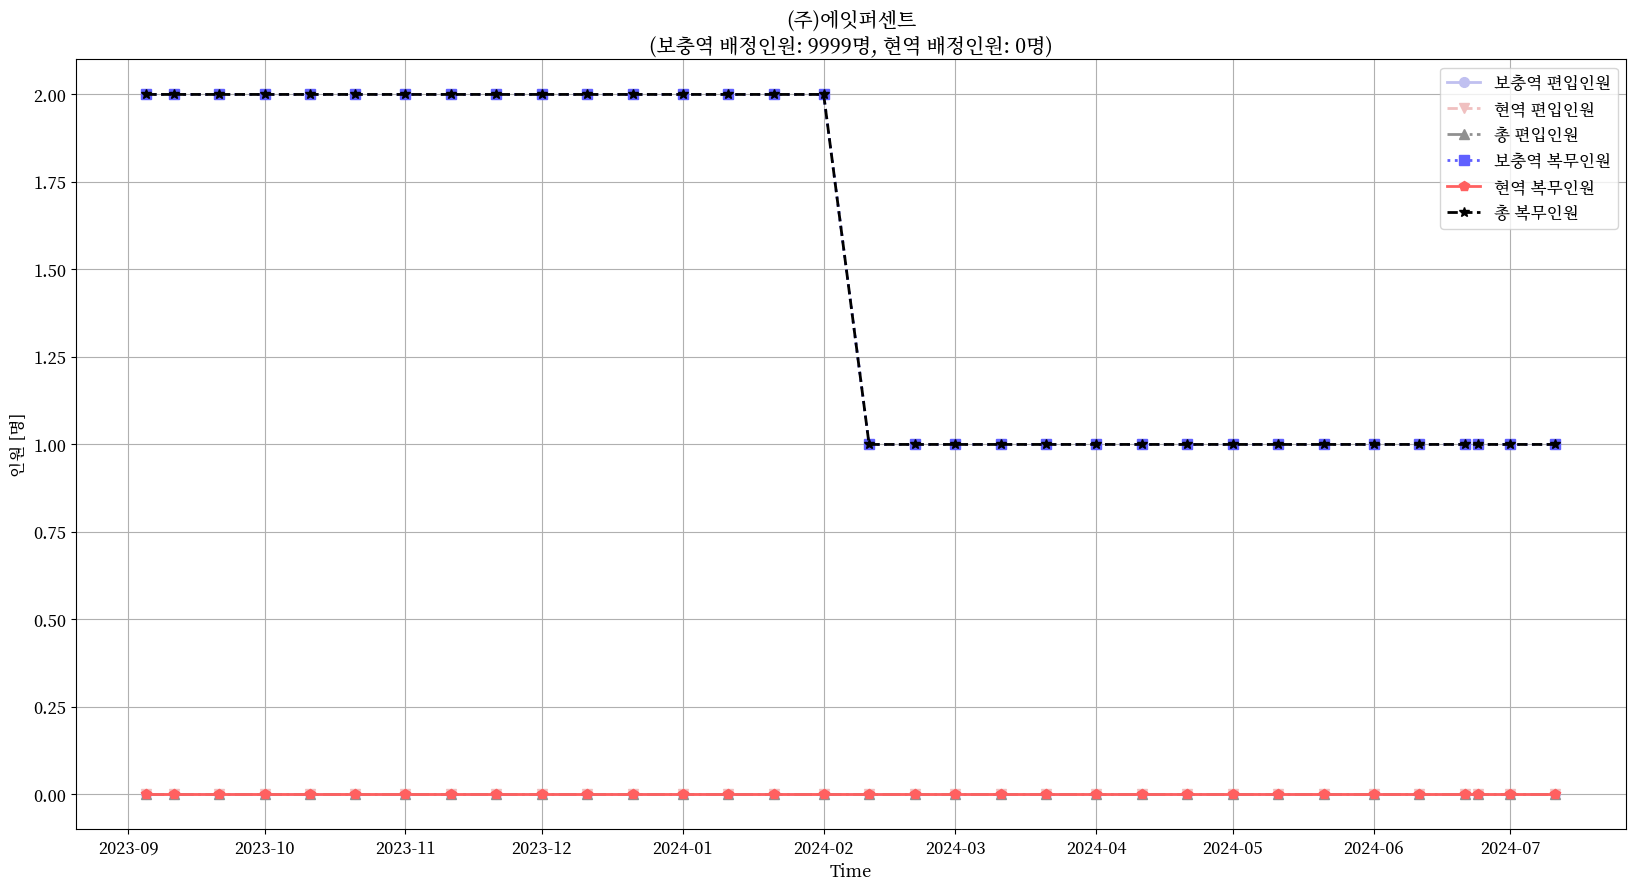 (주)에잇퍼센트
(보충역 배정인원: 9999명, 현역 배정인원: 0명)
보충역 편입인원
현역 편입인원
총 편입인원
보충역 복무인원
현역 복무인원
총 복무인원
2.00
1.75
1.50
1.25
1.00
0.75
0.50
0.25
0.00
인원 [명]
2023-09 2023-10 2023-11 2023-12 2024-01 2024-02 2024-03 2024-04 2024-05 2024-06 2024-07
Time